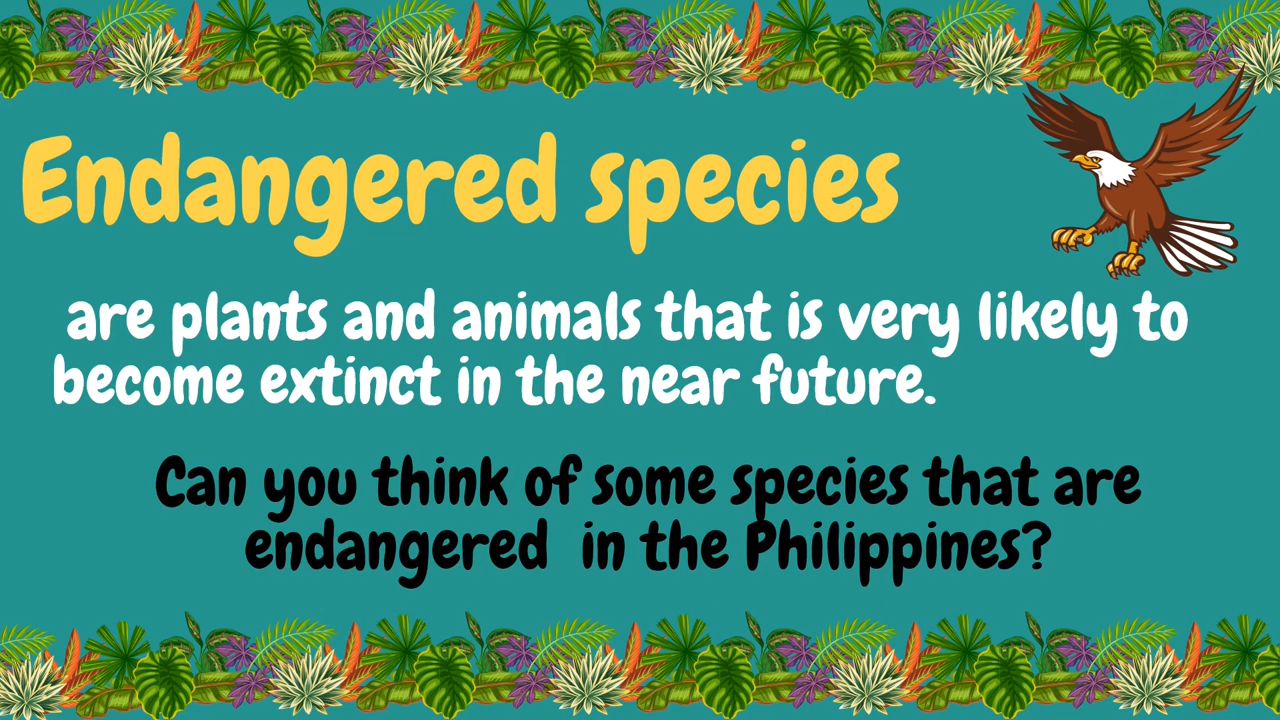 Endangered species
are plants and animals that is very likely to
become extinct in the near future.
Can you think of some species that are
endangered in the Philippines?